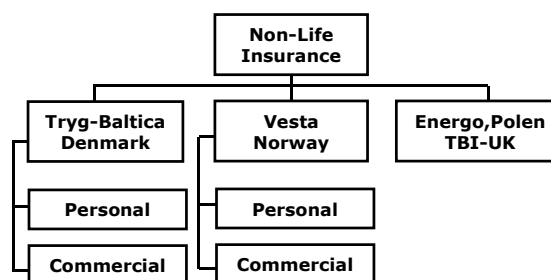 Non-Life
Insurance
Tryg-Baltica
Denmark
Vesta
Norway
Energo,Polen
TBI-UK
Personal
Personal
Commercial
Commercial